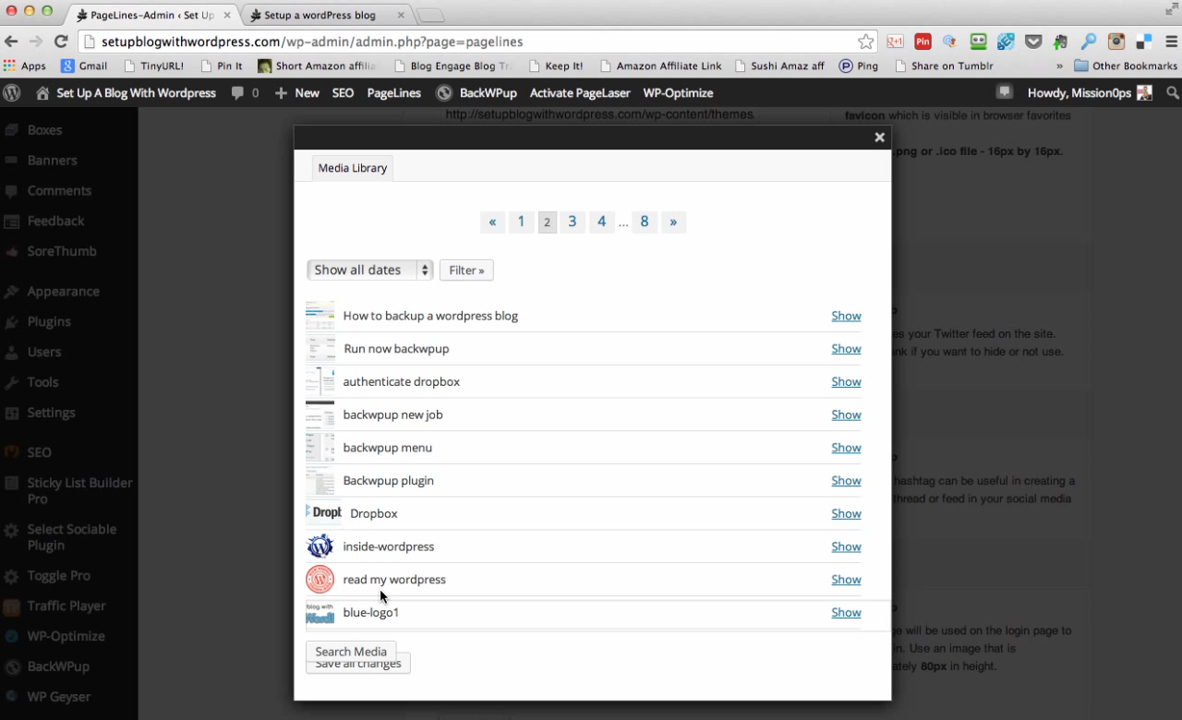 PageLines-Admin ‹ Set Up
Setup a wordPress blog
setupblogwithwordpress.com/wp-admin/admin.php?page=pagelines
Apps Gmail TinyURL! Pin It Short Amazon affilia Blog Engage Blog Tr Keep It! Amazon Affiliate Link Sushi Amaz aff Ping Share on Tumblr » Other Bookmarks
Set Up A Blog With Wordpress 0 New SEO PageLines BackWPup Activate PageLaser WP-Optimize Howdy, Mission0ps
http://setupblogwithwordpress.com/wp-content/themes
favicon which is visible in browser favorites
.png or .ico file - 16px by 16px.
Boxes
Banners
Comments
Feedback
SoreThumb
Appearance
Plugins
Users
Tools
Settings
SEO
Sticky List Builder
Pro
Select Sociable
Plugin
Toggle Pro
Traffic Player
WP-Optimize
BackWPup
WP Geyser
Media Library
« 1 2 3 4 ... 8 »
Show all dates Filter »
How to backup a wordpress blog Show
Run now backwpup Show
authenticate dropbox Show
backwpup new job Show
backwpup menu Show
Backwpup plugin Show
Dropbox Show
inside-wordpress Show
read my wordpress Show
blog with
blue-logo1 Show
Search Media
Save all changes
es your Twitter feed on the site.
nk if you want to hide or not use.
hashtag can be useful in creating a
thread or feed in your social media
e will be used on the login page to
in. Use an image that is
ately 80px in height.